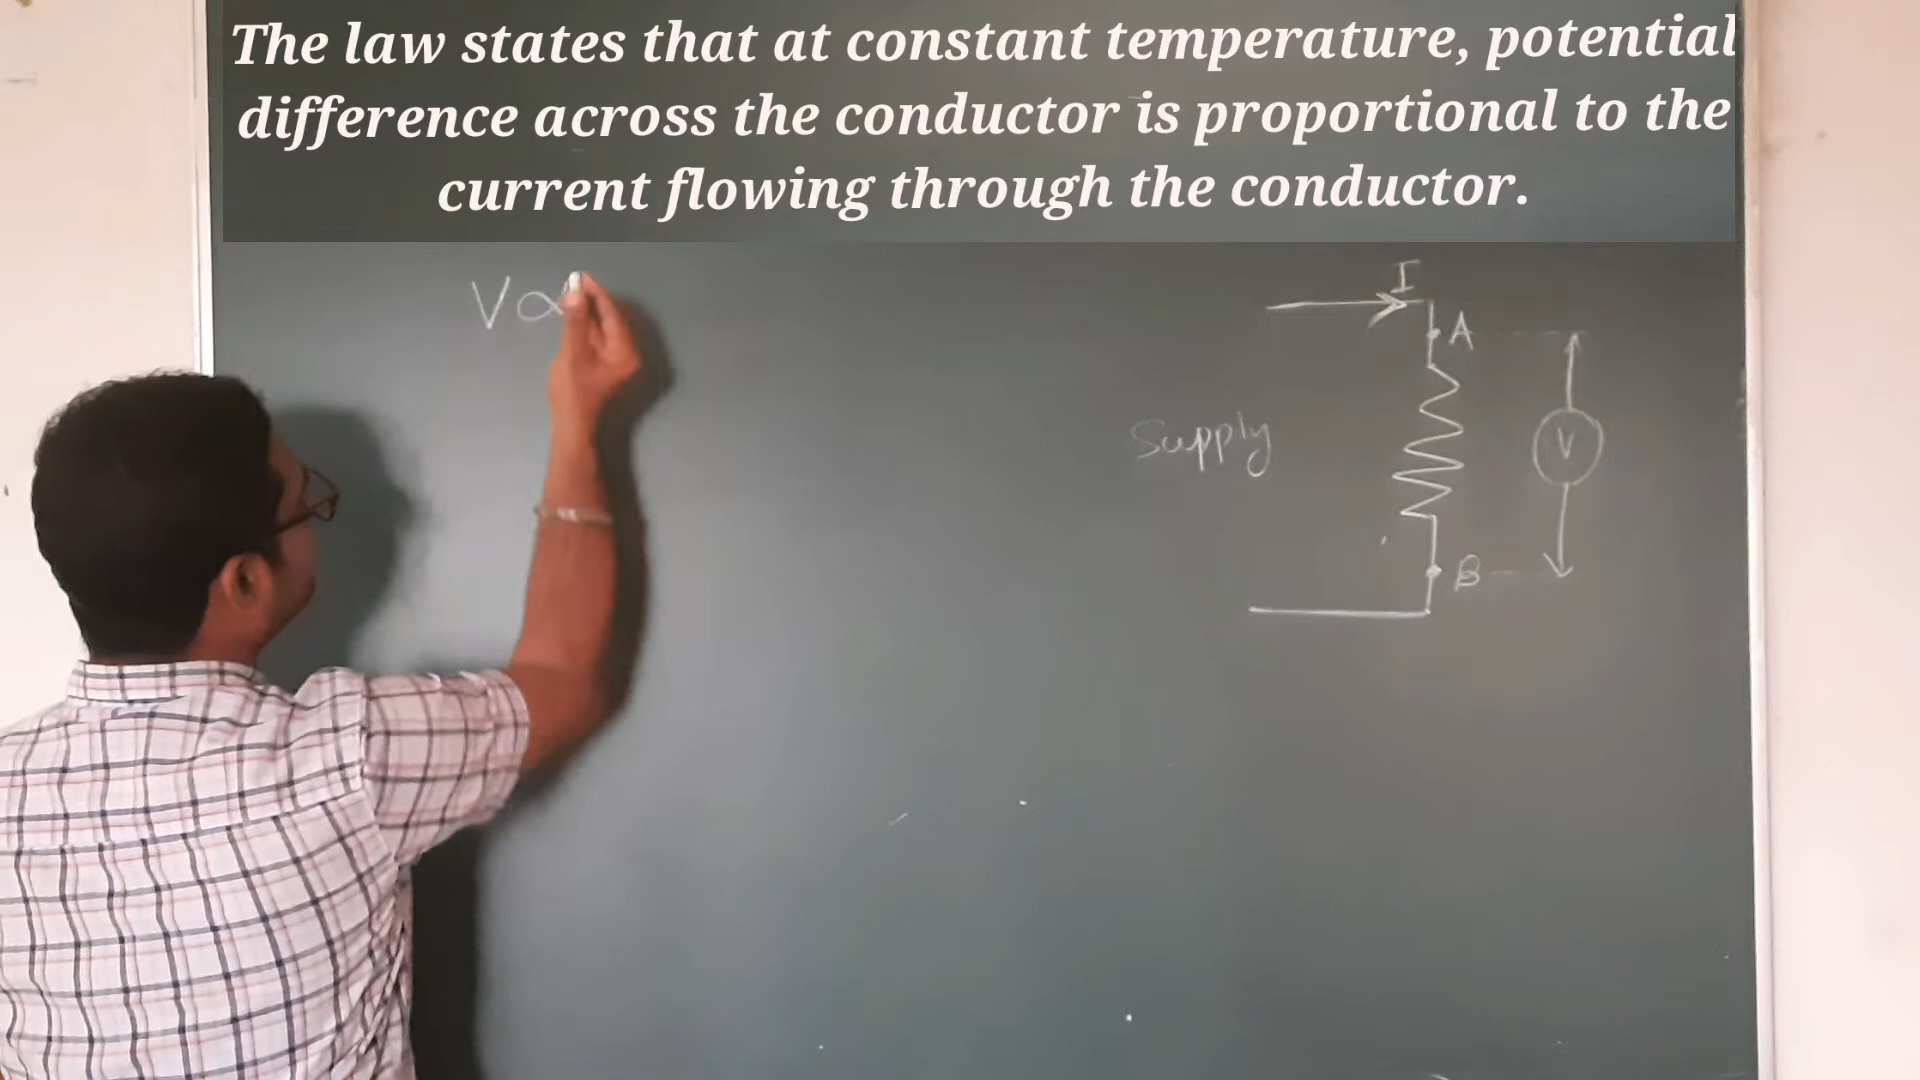 The law states that at constant temperature, potential
difference across the conductor is proportional to the
current flowing through the conductor.
V ∝
I
A
Supply
V
B